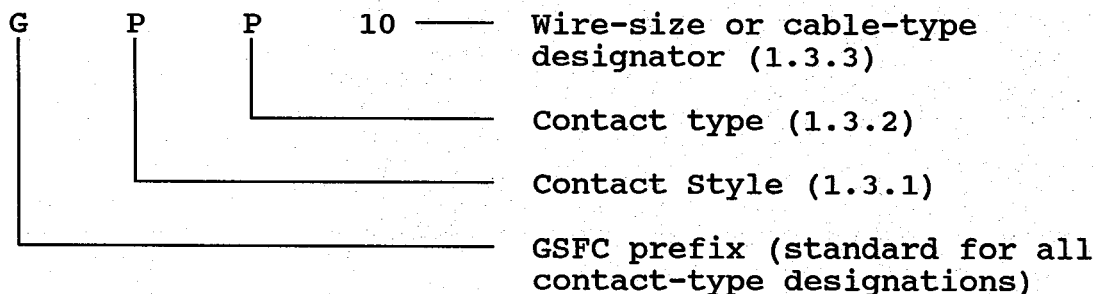 G P P 10 Wire-size or cable-type
designator (1.3.3)
Contact type (1.3.2)
Contact Style (1.3.1)
GSFC prefix (standard for all
contact-type designations)